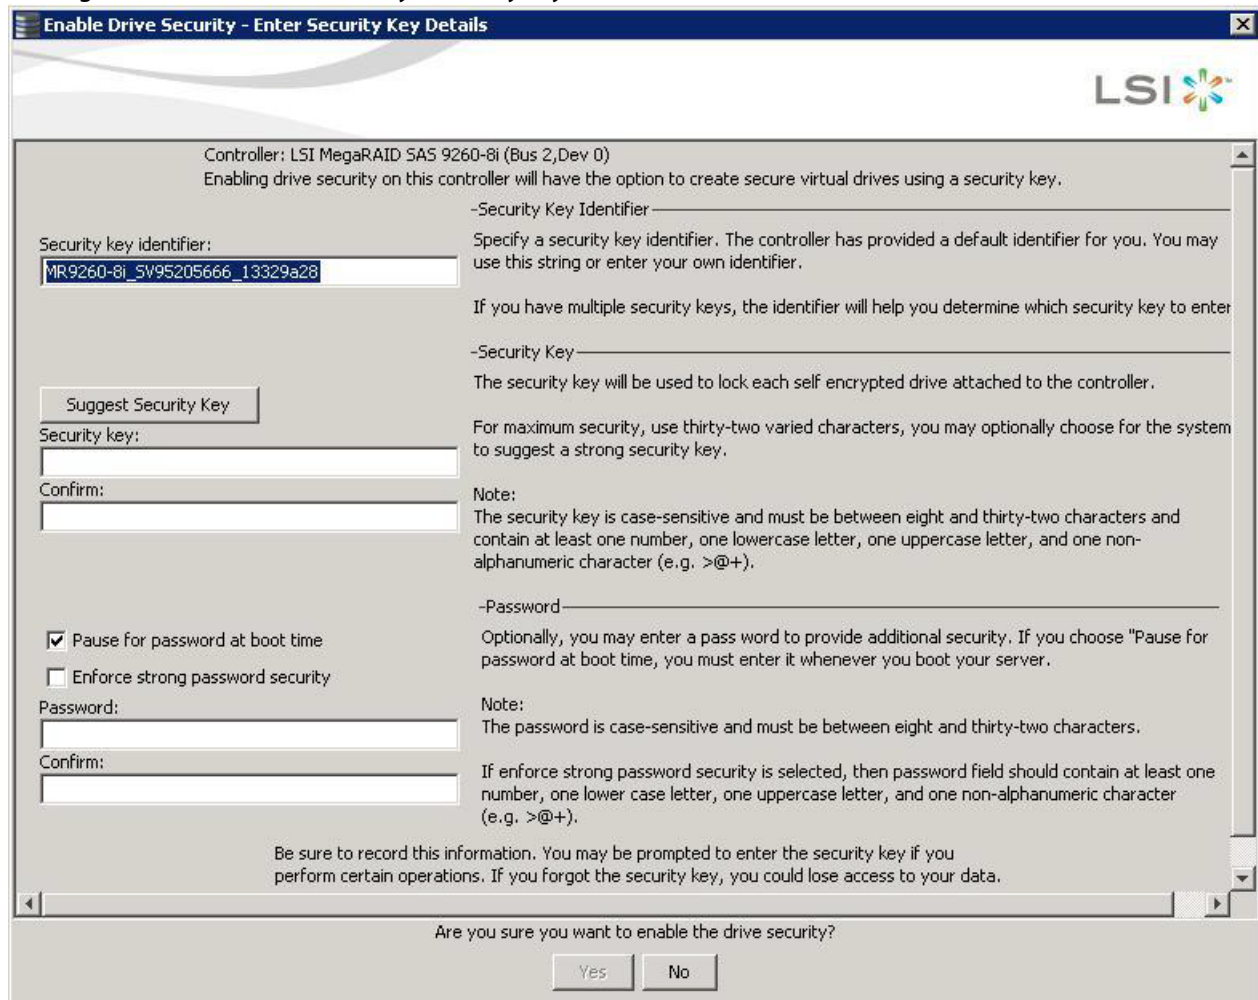 Enable Drive Security - Enter Security Key Details
LSI
Controller: LSI MegaRAID SAS 9260-8i (Bus 2,Dev 0)
Enabling drive security on this controller will have the option to create secure virtual drives using a security key.
-Security Key Identifier
Security key identifier:
MR9260-8i_SV95205666_13329a28
Specify a security key identifier. The controller has provided a default identifier for you. You may
use this string or enter your own identifier.
If you have multiple security keys, the identifier will help you determine which security key to enter
-Security Key
The security key will be used to lock each self encrypted drive attached to the controller.
Suggest Security Key
Security key:
Confirm:
For maximum security, use thirty-two varied characters, you may optionally choose for the system
to suggest a strong security key.
Note:
The security key is case-sensitive and must be between eight and thirty-two characters and
contain at least one number, one lowercase letter, one uppercase letter, and one non-
alphanumeric character (e.g. >@+).
-Password
Pause for password at boot time
Enforce strong password security
Password:
Confirm:
Optionally, you may enter a pass word to provide additional security. If you choose "Pause for
password at boot time, you must enter it whenever you boot your server.
Note:
The password is case-sensitive and must be between eight and thirty-two characters.
If enforce strong password security is selected, then password field should contain at least one
number, one lower case letter, one uppercase letter, and one non-alphanumeric character
(e.g. >@+).
Be sure to record this information. You may be prompted to enter the security key if you
perform certain operations. If you forgot the security key, you could lose access to your data.
Are you sure you want to enable the drive security?
Yes
No